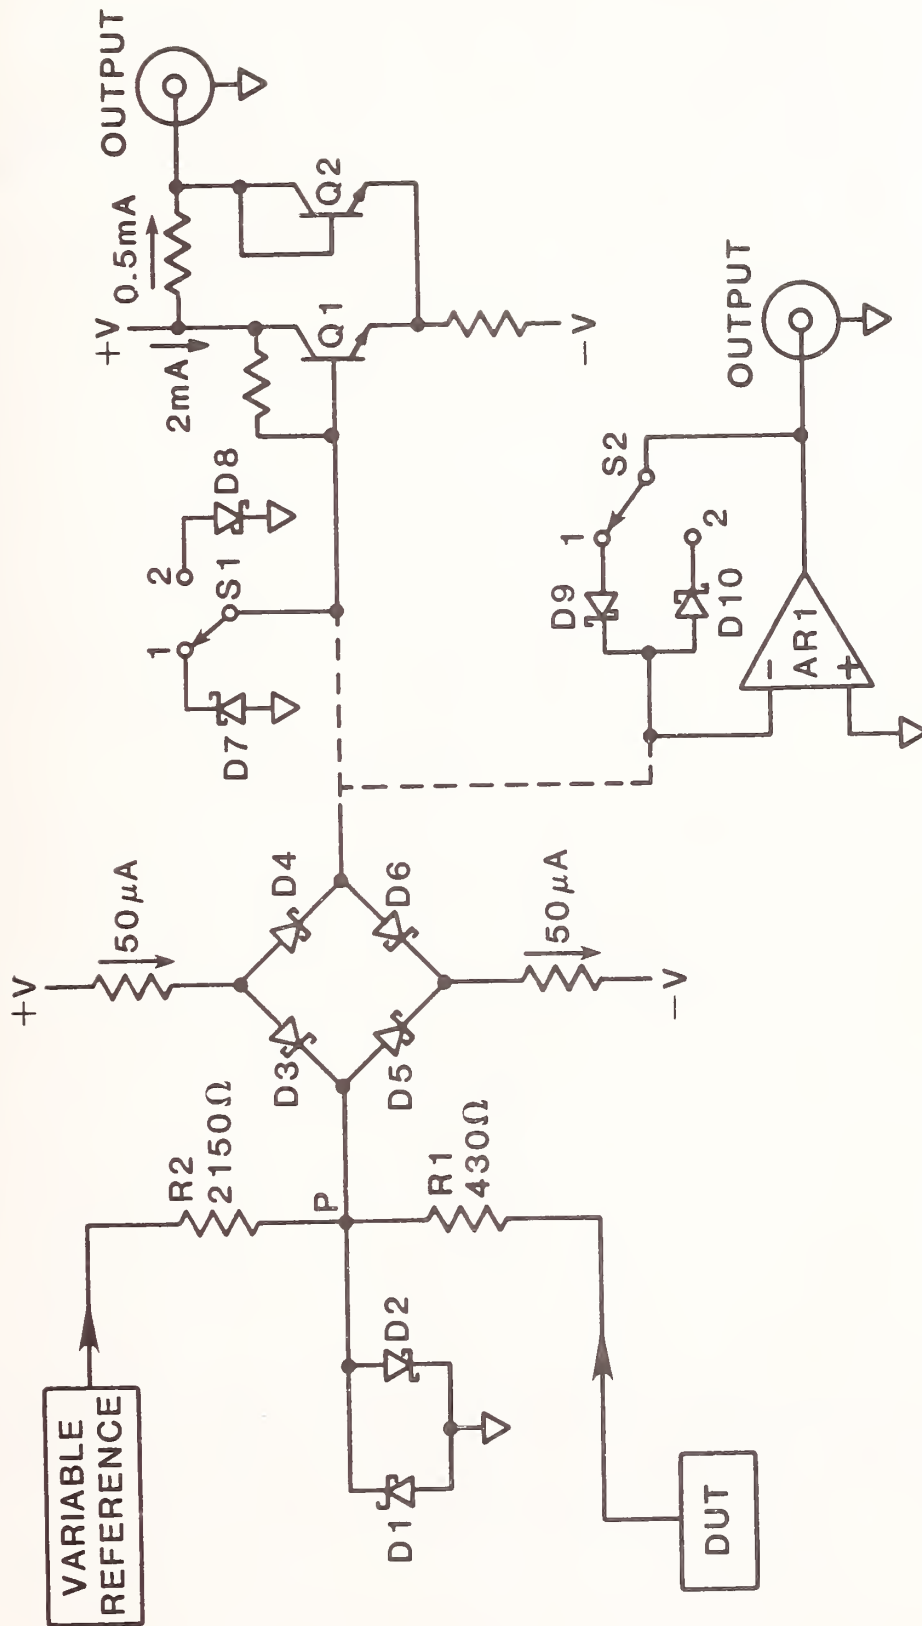 VARIABLE
REFERENCE
R2
2150Ω
P
D1
D2
R1
430Ω
DUT
+V
50μA
D3
D4
D5
D6
50μA
-V
D7
1
2
S1
D8
+V
2mA
0.5mA
Q1
Q2
-V
OUTPUT
D9
1
S2
D10
2
-
AR1
+
OUTPUT